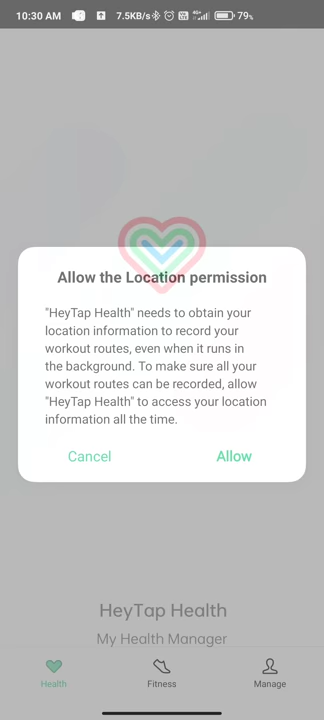 10:30 AM 7.5KB/s 4G+ 79%
Allow the Location permission
"HeyTap Health" needs to obtain your
location information to record your
workout routes, even when it runs in
the background. To make sure all your
workout routes can be recorded, allow
"HeyTap Health" to access your location
information all the time.
Cancel Allow
HeyTap Health
My Health Manager
Health Fitness Manage